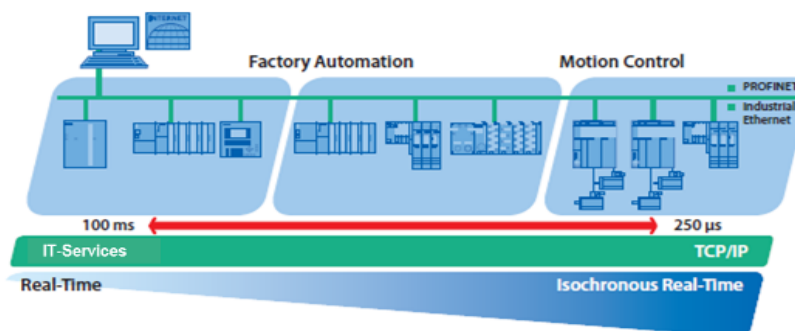 INTERNET
Factory Automation
Motion Control
PROFINET
Industrial
Ethernet
100 ms
250 µs
IT-Services
TCP/IP
Real-Time
Isochronous Real-Time